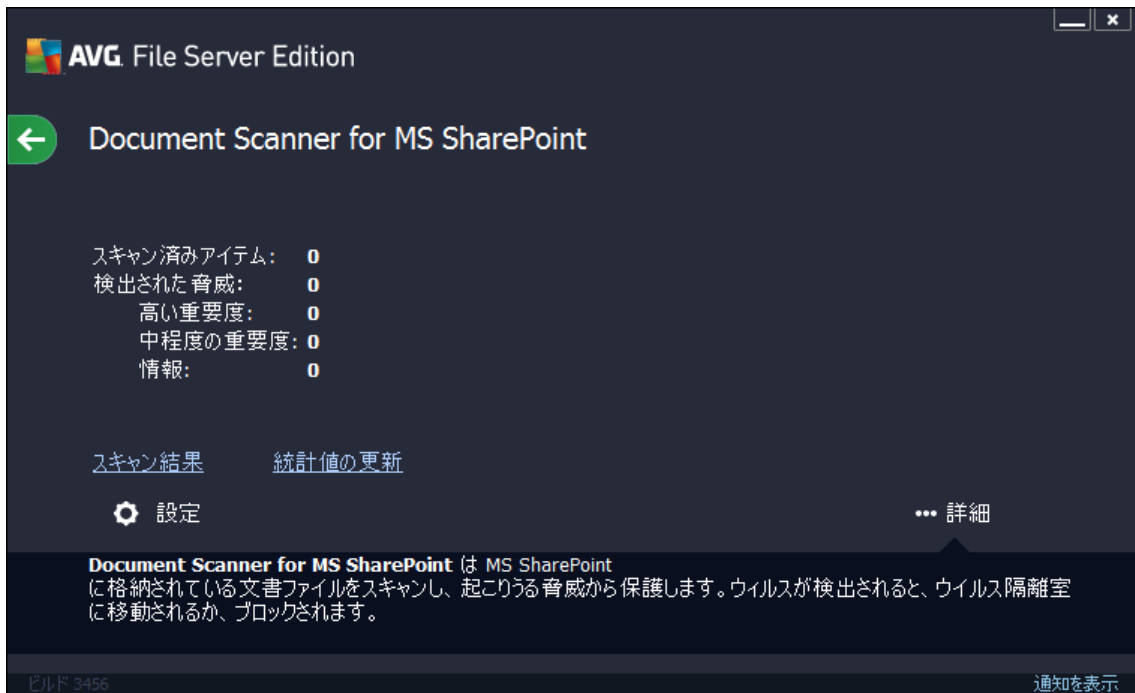 AVG. File Server Edition
Document Scanner for MS SharePoint
スキャン済みアイテム: 0
検出された脅威: 0
高い重要度: 0
中程度の重要度: 0
情報: 0
スキャン結果 統計値の更新
設定 ••• 詳細
Document Scanner for MS SharePoint は MS SharePoint
に格納されている文書ファイルをスキャンし、起こりうる脅威から保護します。ウィルスが検出されると、ウイルス隔離室
に移動されるか、ブロックされます。
ビルド 3456 通知を表示